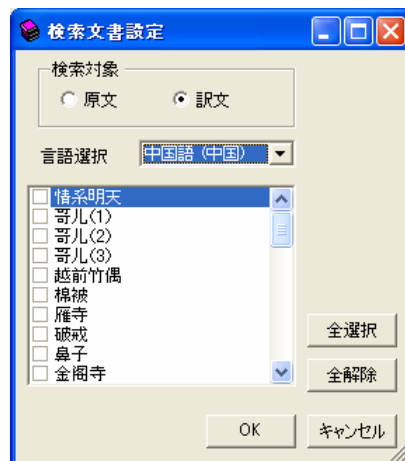 検索文書設定
検索対象
原文 訳文
言語選択 中国語 (中国)
情系明天
哥儿(1)
哥儿(2)
哥儿(3)
越前竹偶
棉被
雁寺
破戒
鼻子
金阁寺
全選択
全解除
OK キャンセル